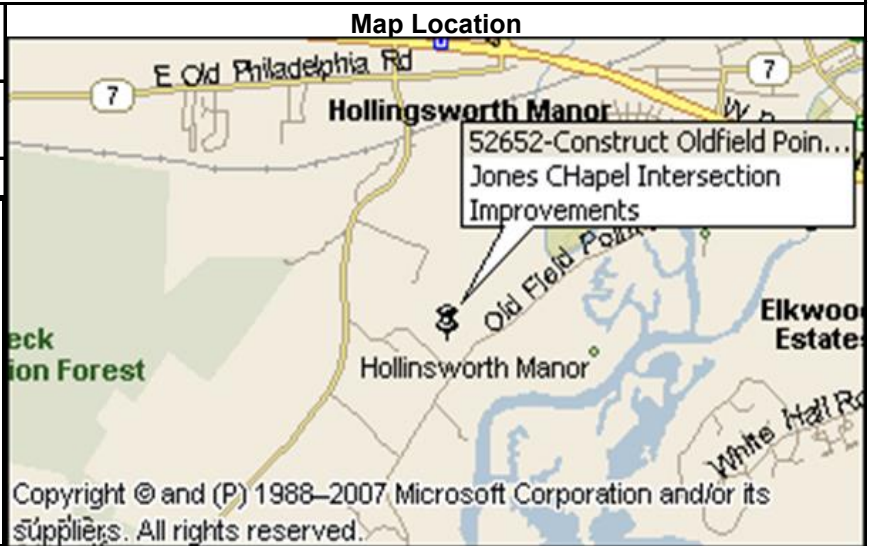 Map Location
E Old Philadelphia Rd
7
7
Hollingsworth Manor
52652-Construct Oldfield Poin...
Jones CHapel Intersection
Improvements
Old Field Point
Elkwoo
Estate
eck
ion Forest
Hollinsworth Manor
White Hall Rd
Copyright © and (P) 1988–2007 Microsoft Corporation and/or its
suppliers. All rights reserved.